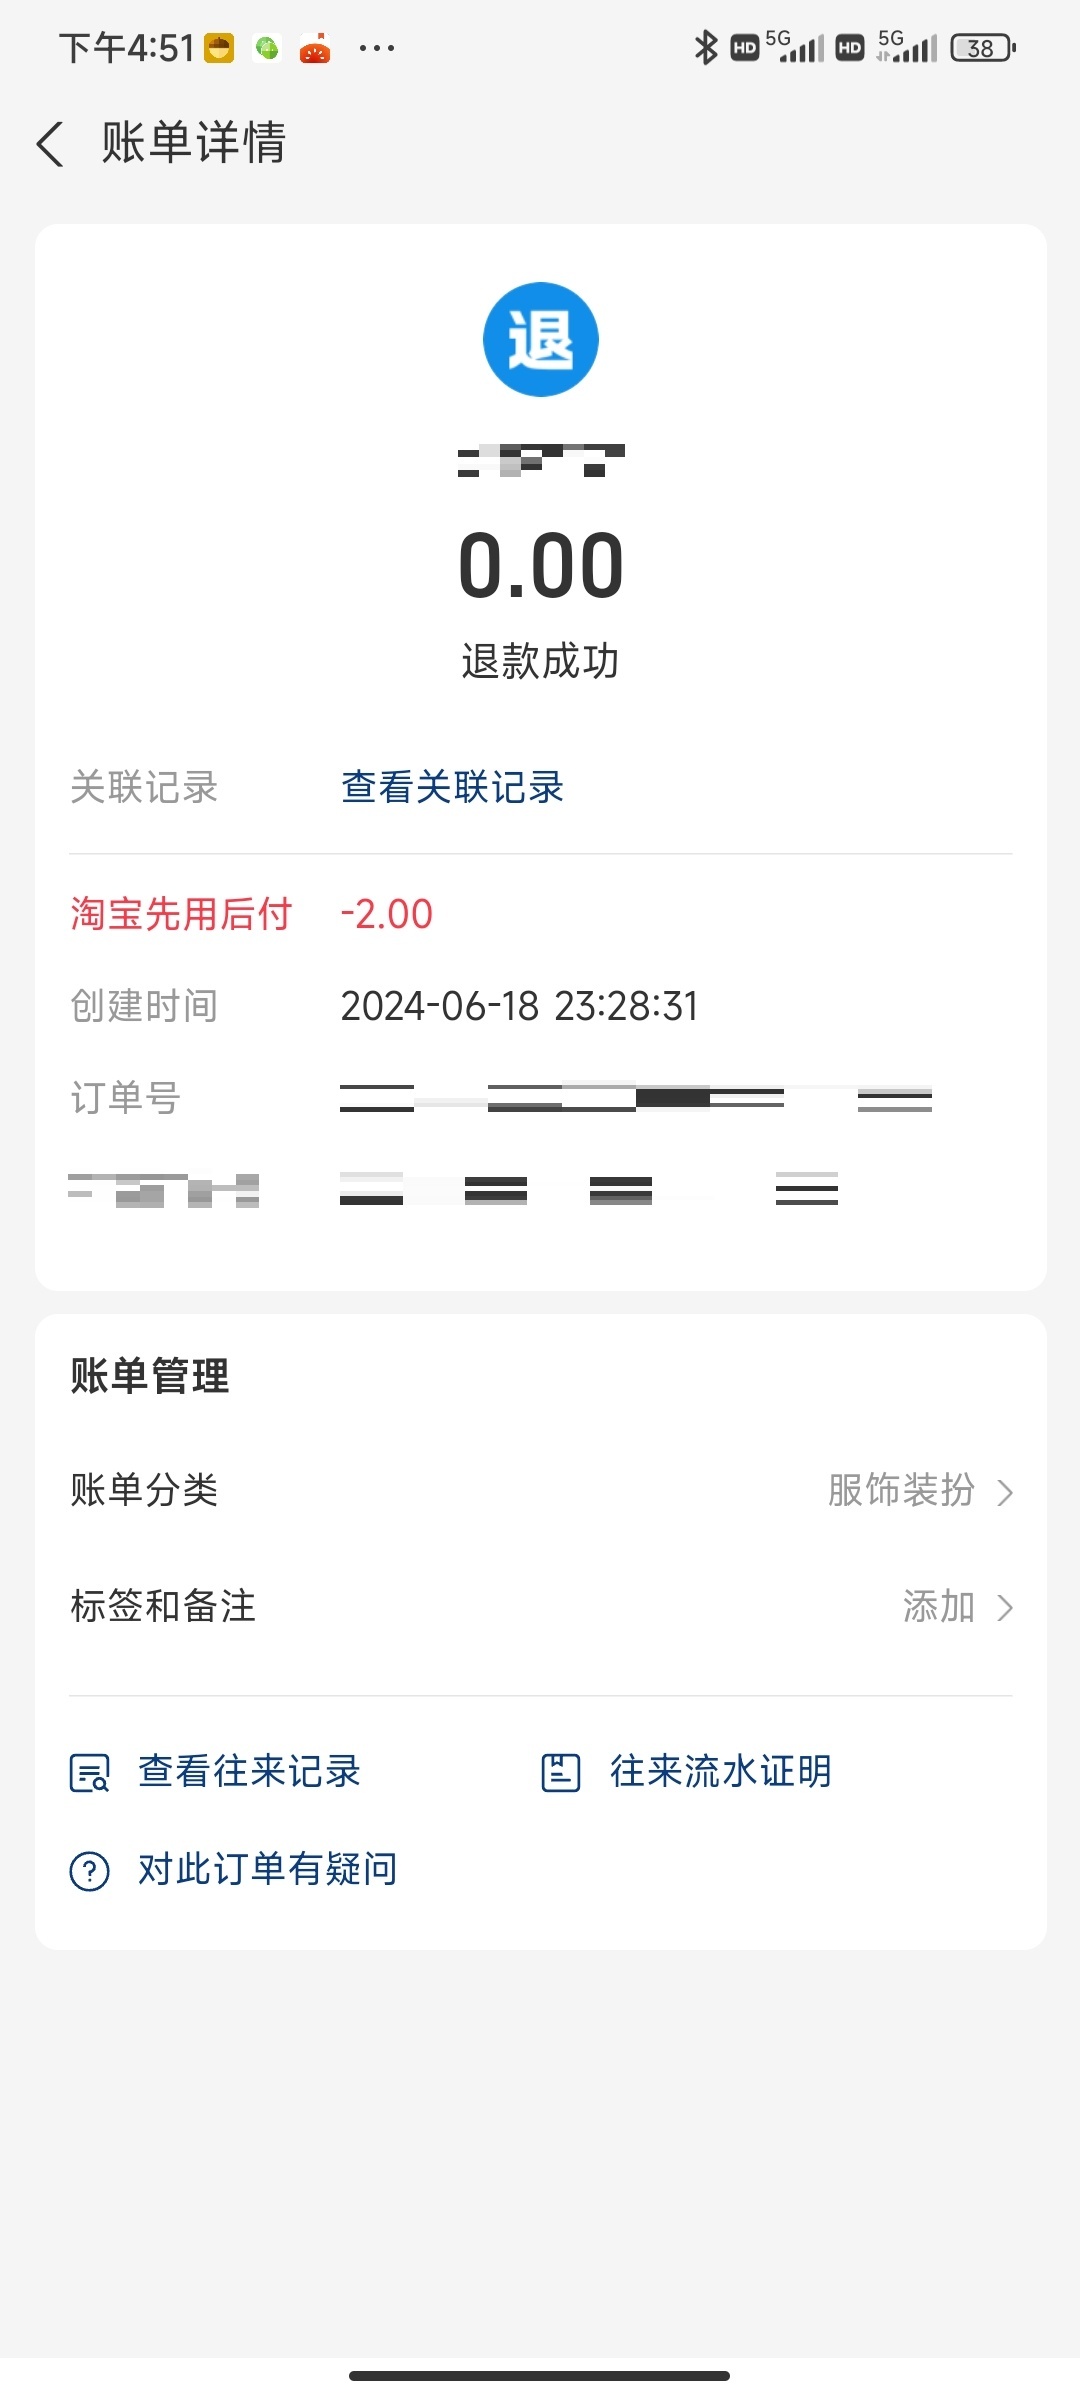 下午4:51
HD 5G HD 5G 38
账单详情
退
0.00
退款成功
关联记录 查看关联记录
淘宝先用后付 -2.00
创建时间 2024-06-18 23:28:31
订单号
账单管理
账单分类 服饰装扮
标签和备注 添加
查看往来记录 往来流水证明
对此订单有疑问